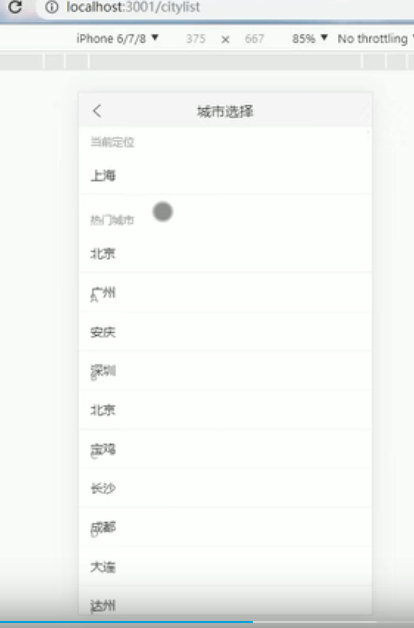 localhost:3001/citylist
iPhone 6/7/8 ▼ 375 × 667 85% ▼ No throttling
城市选择
当前定位
上海
热门城市
北京
广州
A
安庆
深圳
B
北京
宝鸡
C
长沙
成都
D
大连
达州